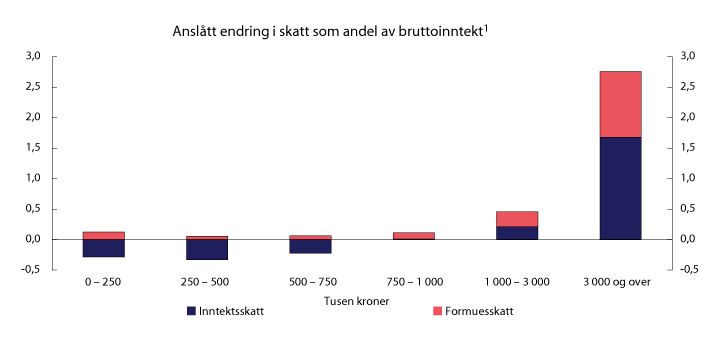 Anslått endring i skatt som andel av bruttoinntekt¹
3,0 3,0
2,5 2,5
2,0 2,0
1,5 1,5
1,0 1,0
0,5 0,5
0,0 0,0
-0,5 -0,5
0 – 250 250 – 500 500 – 750 750 – 1 000 1 000 – 3 000 3 000 og over
Tusen kroner
Inntektsskatt Formuesskatt